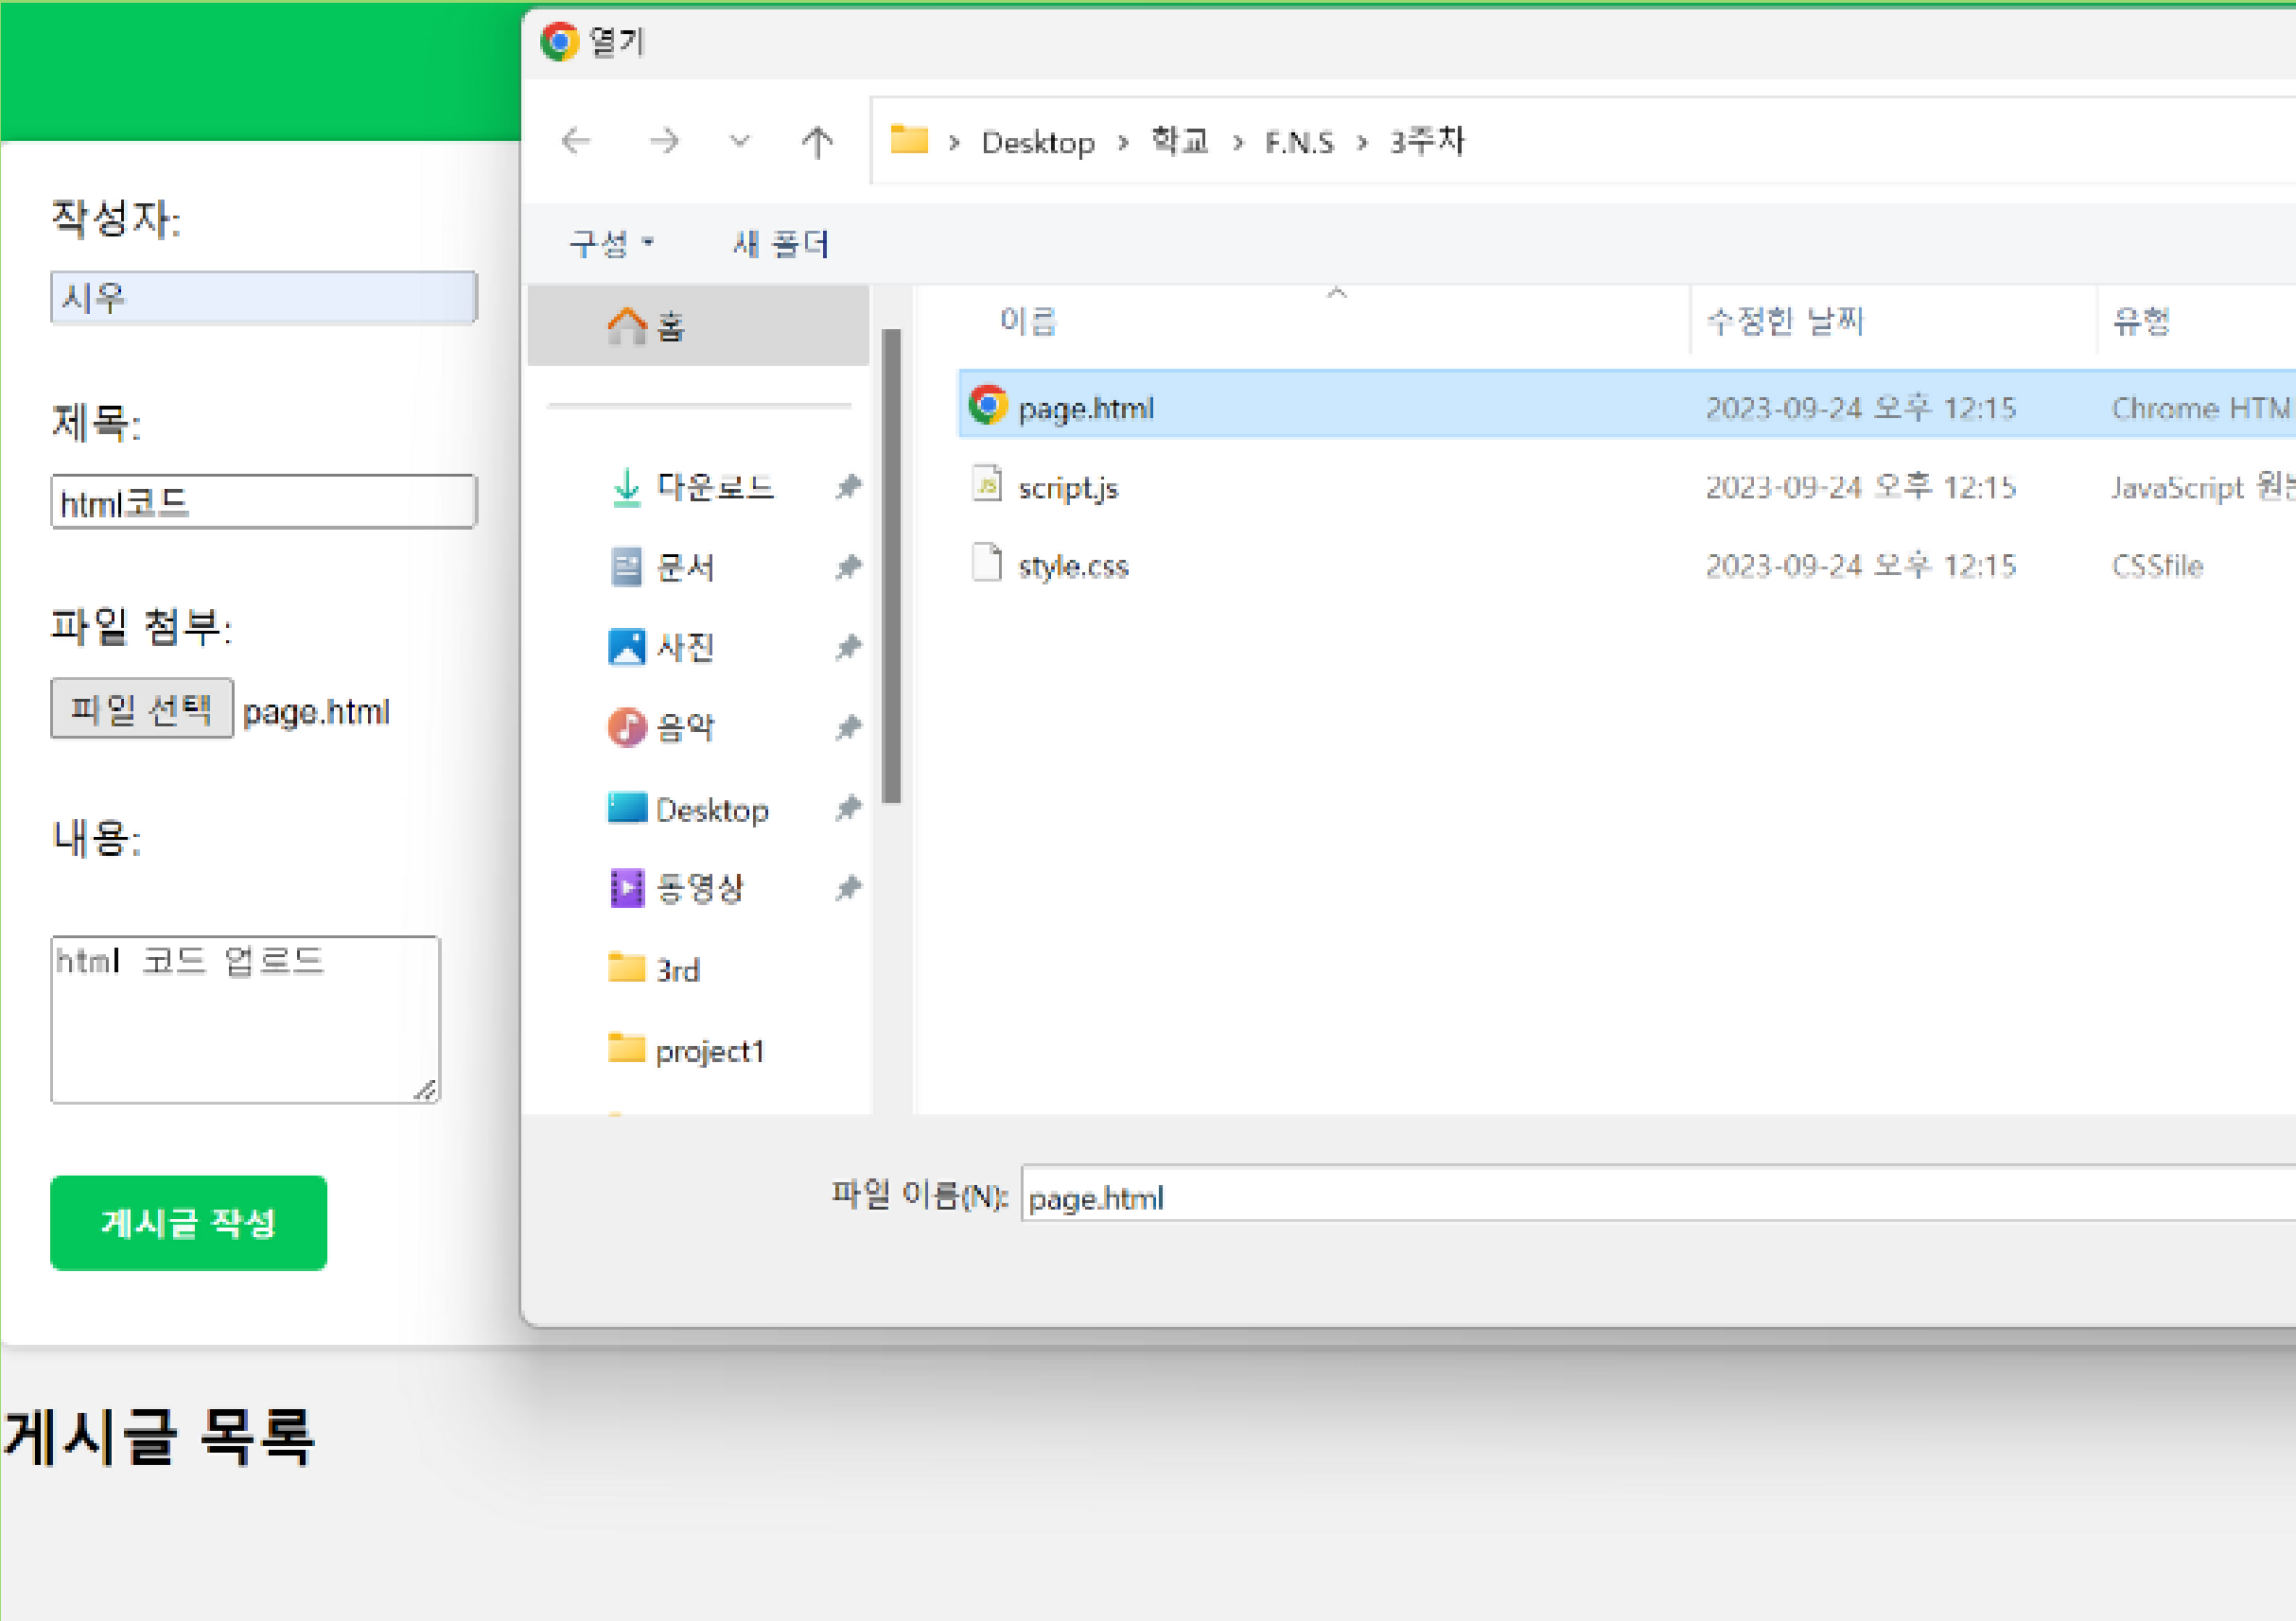 작성자:
시우
제목:
html코드
파일 첨부:
파일 선택 page.html
내용:
html 코드 업로드
게시글 작성
게시글 목록
열기
Desktop > 학교 > F.N.S > 3주차
구성 새 폴더
홈
다운로드
문서
사진
음악
Desktop
동영상
3rd
project1
이름 수정한 날짜 유형
page.html 2023-09-24 오후 12:15 Chrome HTM
script.js 2023-09-24 오후 12:15 JavaScript 원
style.css 2023-09-24 오후 12:15 CSSfile
파일 이름(N): page.html